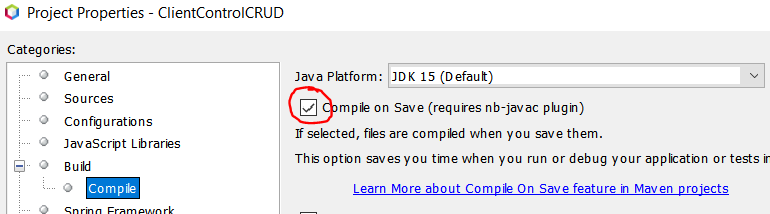 Project Properties - ClientControlCRUD
Categories:
General
Sources
Configurations
JavaScript Libraries
Build
Compile
Spring Framework
Java Platform: JDK 15 (Default)
Compile on Save (requires nb-javac plugin)
If selected, files are compiled when you save them.
This option saves you time when you run or debug your application or tests in
Learn More about Compile On Save feature in Maven projects